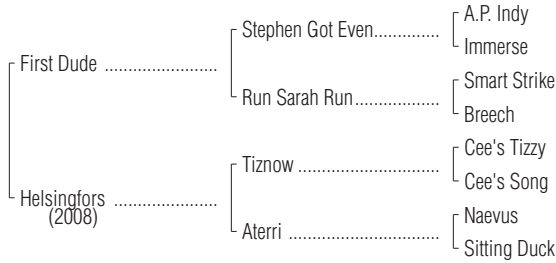 A.P. Indy
Stephen Got Even..............
Immerse
First Dude .......................
Smart Strike
Run Sarah Run.................
Breech
Cee's Tizzy
Tiznow .............................
Cee's Song
Helsingfors .....................
(2008)
Naevus
Aterri ...............................
Sitting Duck